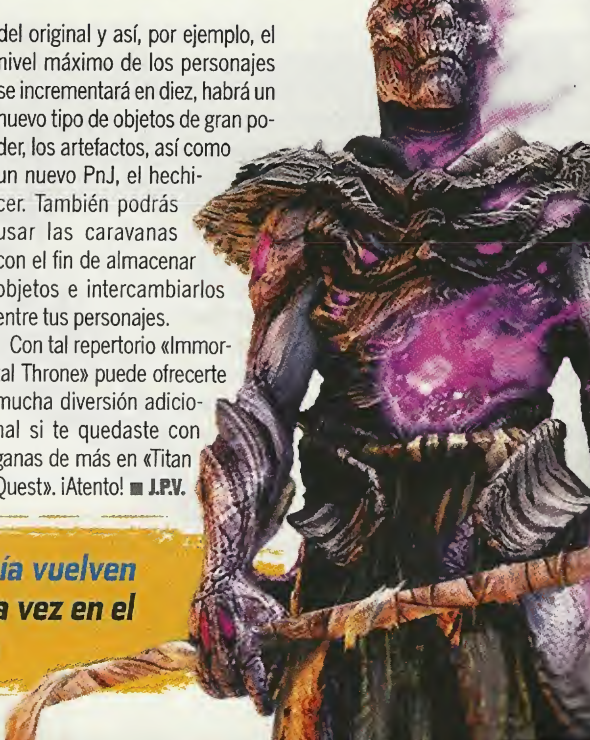 del original y así, por ejemplo, el
nivel máximo de los personajes
se incrementará en diez, habrá un
nuevo tipo de objetos de gran po-
der, los artefactos, así como
un nuevo PnJ, el hechi-
cer. También podrás
usar las caravanas
con el fin de almacenar
objetos e intercambiarlos
entre tus personajes.
Con tal repertorio «Immor-
al Throne» puede ofrecerte
mucha diversión adicio-
nal si te quedaste con
ganas de más en «Titan
Quest». ¡Atento! ■ J.P.V.
ía vuelven
a vez en el